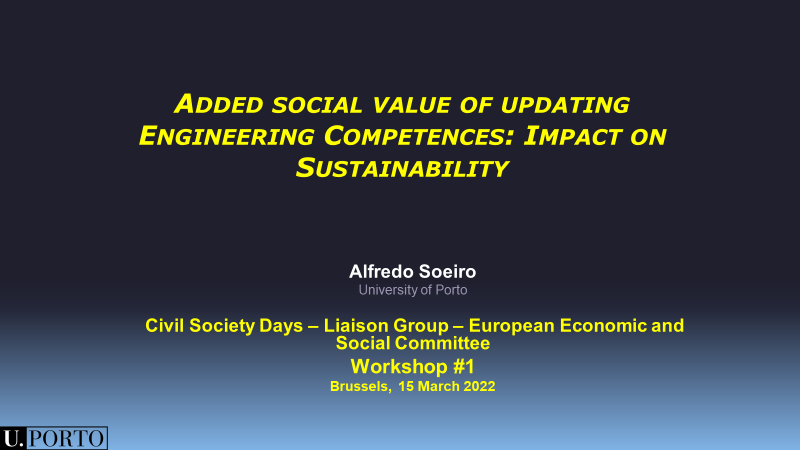 Added social value of updating
Engineering Competences: Impact on
Sustainability
Alfredo Soeiro
University of Porto
Civil Society Days – Liaison Group – European Economic and
Social Committee
Workshop #1
Brussels, 15 March 2022
U.PORTO